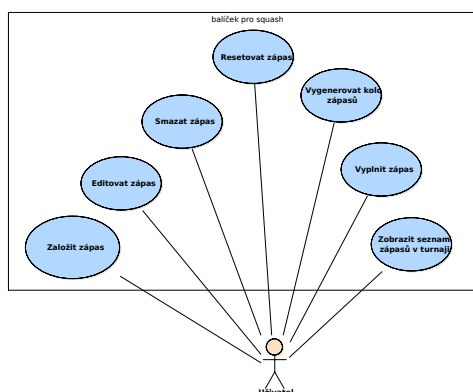 balíček pro squash
Resetovat zápas
Vygenerovat kolo
zápasů
Smazat zápas
Editovat zápas
Vyplnit zápas
Založit zápas
Zobrazit seznam
zápasů v turnaji
Uživatel